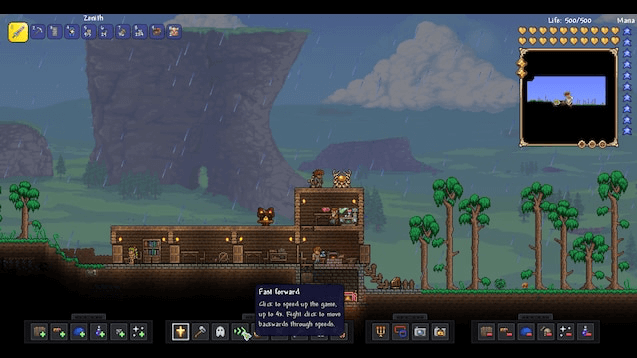 Zenith
Life: 500/500
Mana
Fast forward
Click to speed up the game,
up to 4x. Right click to move
backwards through speeds.